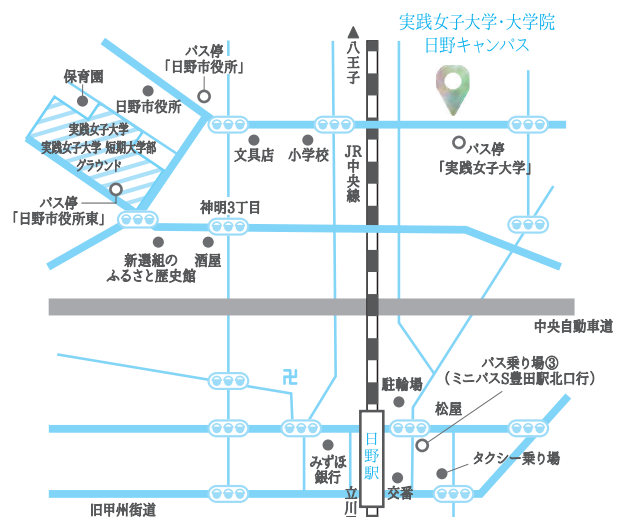 実践女子大学・大学院
日野キャンパス
八王子
バス停
「日野市役所」
保育園
日野市役所
実践女子大学
実践女子大学 短期大学部
グラウンド
文具店
小学校
JR中央線
バス停
「実践女子大学」
バス停
「日野市役所東」
神明3丁目
新選組の
ふるさと歴史館
酒屋
中央自動車道
バス乗り場③
(ミニバスS豊田駅北口行)
卍
駐輪場
松屋
日野駅
みずほ
銀行
タクシー乗り場
交番
立川
旧甲州街道